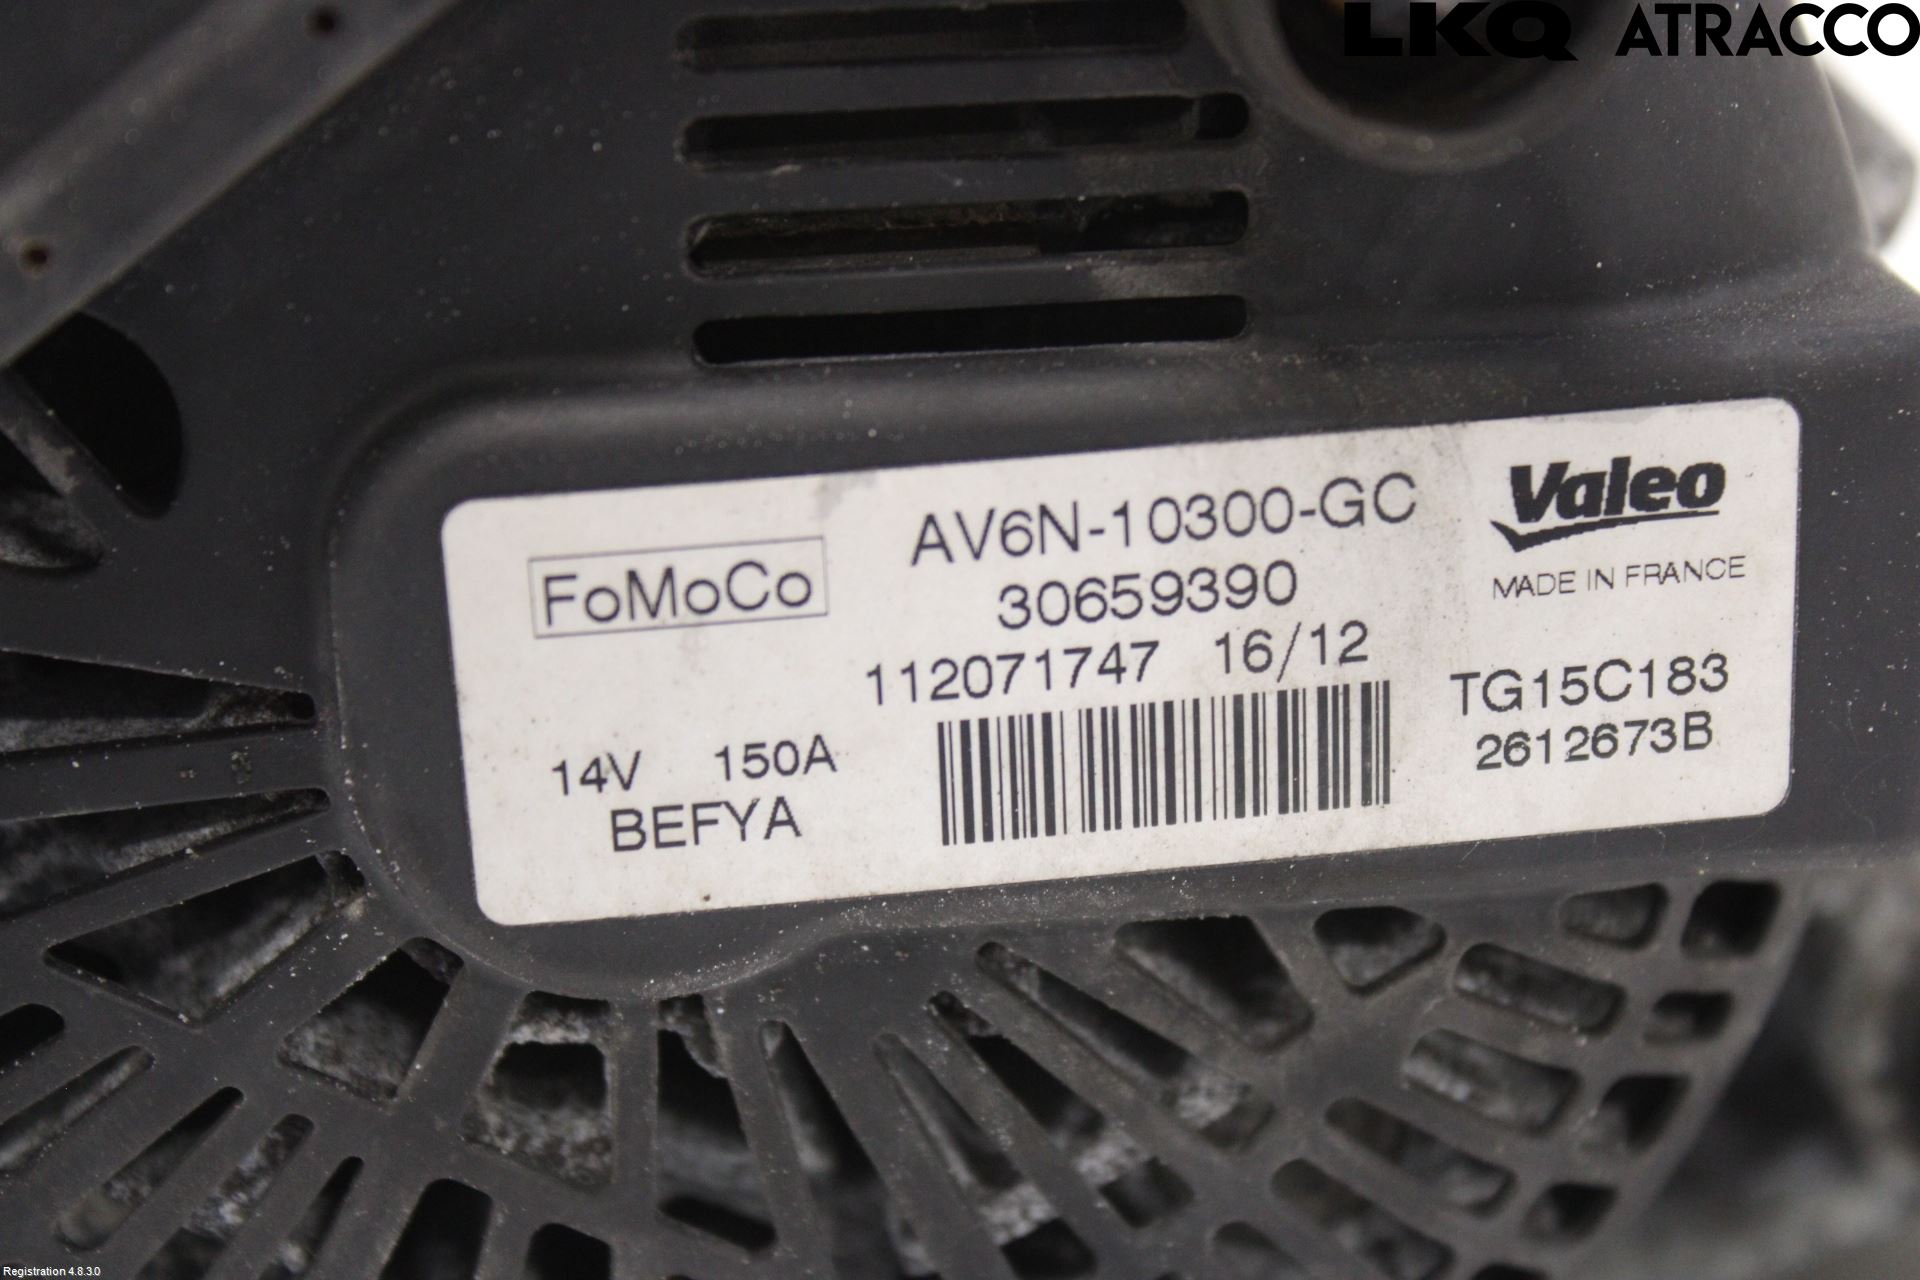 LKQ ATRACCO
FoMoCo
AV6N-10300-GC
30659390
112071747 16/12
Valeo
MADE IN FRANCE
TG15C183
2612673B
14V 150A
BEFYA
Registration 4.8.3.0